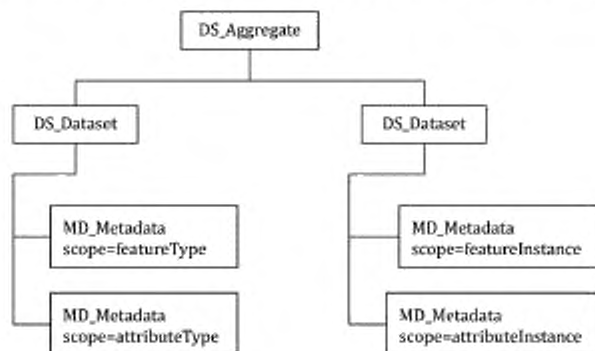 DS_Aggregate
DS_Dataset
DS_Dataset
MD_Metadata
scope=featureType
MD_Metadata
scope=featureInstance
MD_Metadata
scope=attributeType
MD_Metadata
scope=attributeInstance